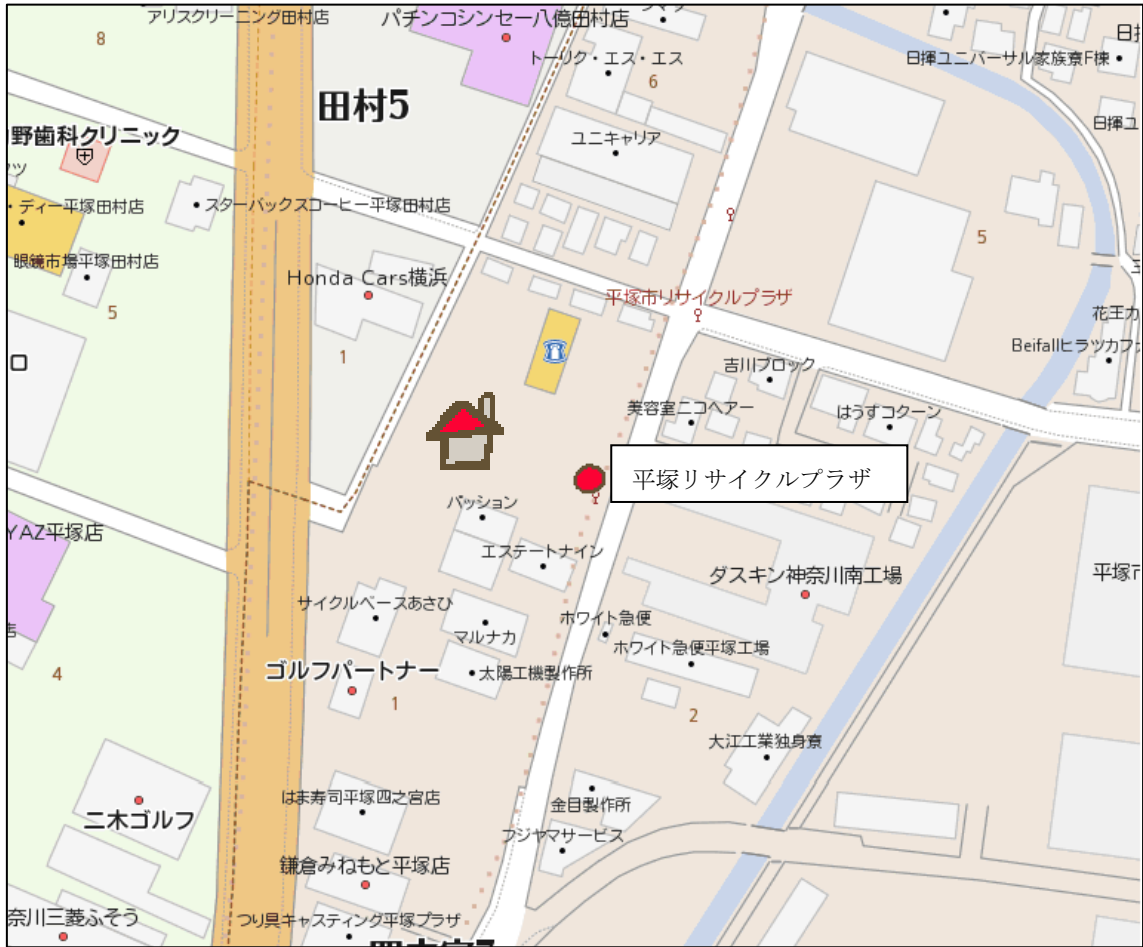 アリスクリーニング田村店
パチンコシンセー八億田村店
8
トーリク・エス・エス
日揮ユニバーサル家族寮F棟
6
田村5
日揮ユ
野歯科クリニック
ユニキャリア
・ディー平塚田村店
スターバックスコーヒー平塚田村店
5
眼鏡市場平塚田村店
Honda Cars横浜
平塚市リサイクルプラザ
5
花王カ
1
吉川ブロック
Beifallヒラツカフ
美容室ニコヘアー
はうすコクーン
平塚リサイクルプラザ
パッション
YAZ平塚店
エステートナイン
ダスキン神奈川南工場
平塚市
サイクルベースあさひ
ホワイト急便
マルナカ
ホワイト急便平塚工場
4
ゴルフパートナー
太陽工機製作所
1
2
大江工業独身寮
はま寿司平塚四之宮店
金目製作所
二木ゴルフ
フジヤマサービス
鎌倉みねもと平塚店
奈川三菱ふそう
つり具キャスティング平塚プラザ